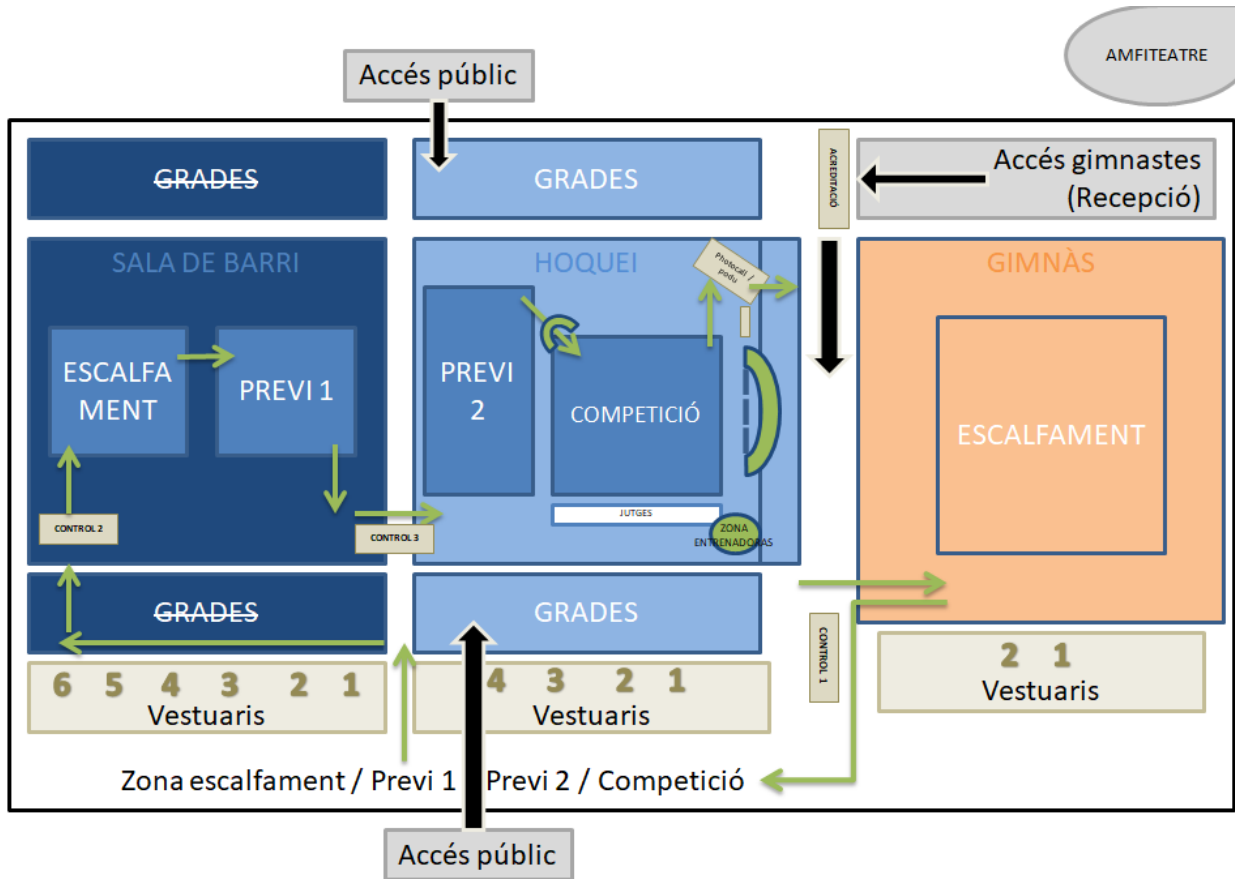 AMFITEATRE
Accés públic
GRADES
GRADES
ACREDITACIÓ
Accés gimnastes
(Recepció)
SALA DE BARRI
HOQUEI
Photocall /
podu
GIMNÀS
ESCALFA
MENT
PREVI 1
PREVI
2
COMPETICIÓ
ESCALFAMENT
CONTROL 2
CONTROL 3
JUTGES
ZONA
ENTRENADORAS
GRADES
GRADES
CONTROL 1
6 5 4 3 2 1
Vestuaris
4 3 2 1
Vestuaris
2 1
Vestuaris
Zona escalfament / Previ 1 Previ 2 / Competició
Accés públic